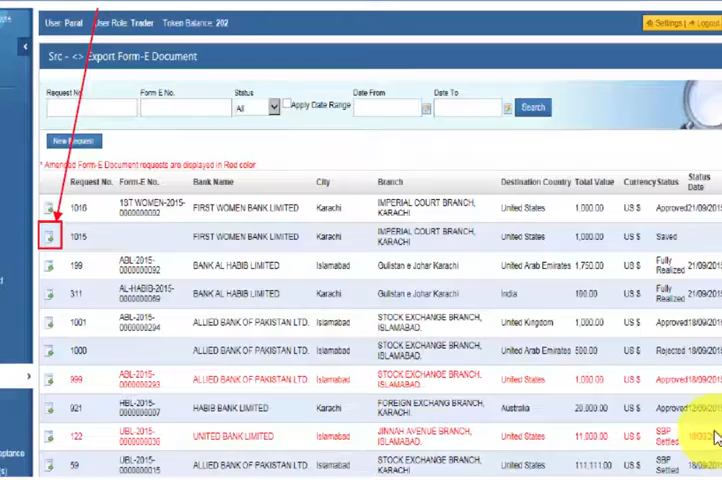 User: Paral User Role: Trader Token Balance: 202
Settings | Logout
Src - <> Export Form-E Document
Request No. Form E No. Status Date From Date To
All Apply Date Range Search
New Request
* Amended Form-E Document requests are displayed in Red color
Request No. Form-E No. Bank Name City Branch Destination Country Total Value Currency Status Status Date
1016 1ST WOMEN-2015-0000000002 FIRST WOMEN BANK LIMITED Karachi IMPERIAL COURT BRANCH, KARACHI United States 1,000.00 US $ Approved 21/09/2015
1015 FIRST WOMEN BANK LIMITED Karachi IMPERIAL COURT BRANCH, KARACHI United States 1,000.00 US $ Saved
199 ABL-2015-0000000092 BANK AL HABIB LIMITED Islamabad Gulistan e Johar Karachi United Arab Emirates 1,750.00 US $ Fully Realized 21/09/2015
311 AL-HABIB-2015-0000000069 BANK AL HABIB LIMITED Karachi Gulistan e Johar Karachi India 100.00 US $ Fully Realized 21/09/2015
1001 ABL-2015-0000000294 ALLIED BANK OF PAKISTAN LTD. Islamabad STOCK EXCHANGE BRANCH, ISLAMABAD. United Kingdom 1,000.00 US $ Approved 18/09/2015
1000 ALLIED BANK OF PAKISTAN LTD. Islamabad STOCK EXCHANGE BRANCH, ISLAMABAD. United Arab Emirates 500.00 US $ Rejected 18/09/2015
999 ABL-2015-0000000293 ALLIED BANK OF PAKISTAN LTD. Islamabad STOCK EXCHANGE BRANCH, ISLAMABAD. United States 1,000.00 US $ Approved 18/09/2015
921 HBL-2015-0000000007 HABIB BANK LIMITED Karachi FOREIGN EXCHANG BRANCH, KARACHI. Australia 20,000.00 US $ Approved 12/09/2015
122 UBL-2015-0000000036 UNITED BANK LIMITED Islamabad JINNAH AVENUE BRANCH, ISLAMABAD. United States 11,000.00 US $ SBP Settled
59 UBL-2015-0000000015 ALLIED BANK OF PAKISTAN LTD. Islamabad STOCK EXCHANGE BRANCH, ISLAMABAD. United States 111,111.00 US $ SBP Settled